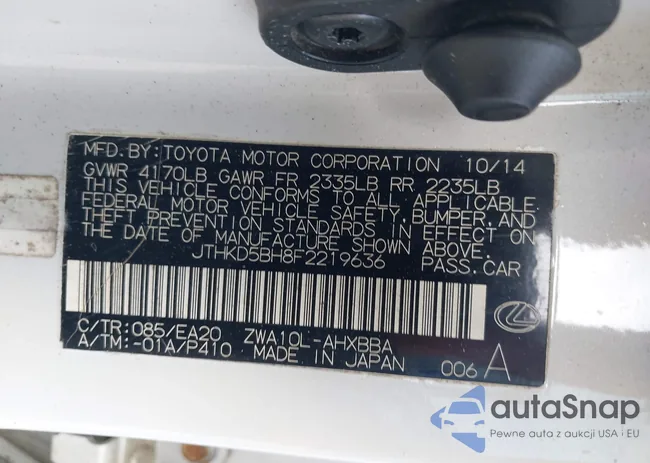 MFD. BY: TOYOTA MOTOR CORPORATION 10/14
GVWR 4170LB GAWR FR 2335LB RR 2235LB
THIS VEHICLE CONFORMS TO ALL APPLICABLE
FEDERAL MOTOR VEHICLE SAFETY, BUMPER, AND
THEFT PREVENTION STANDARDS IN EFFECT ON
THE DATE OF MANUFACTURE SHOWN ABOVE.
JTHKD5BH8F2219636 PASS. CAR
C/TR: 085/EA20 ZWA10L-AHXBBA
A/TM: -01A/P410 MADE IN JAPAN 006 A
autoSnap
Pewne auta z aukcji USA i EU